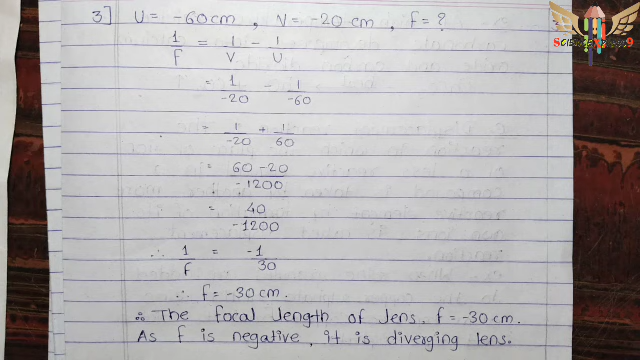 3] U = -60 cm , V = -20 cm , f = ?
1/f = 1/V - 1/U
= 1/-20 - 1/-60
= 1/-20 + 1/60
= 60 - 20/-1200
= 40/-1200
∴ 1/f = -1/30
∴ f = -30 cm.
∴ The focal length of lens, f = -30 cm.
As f is negative, it is diverging lens.